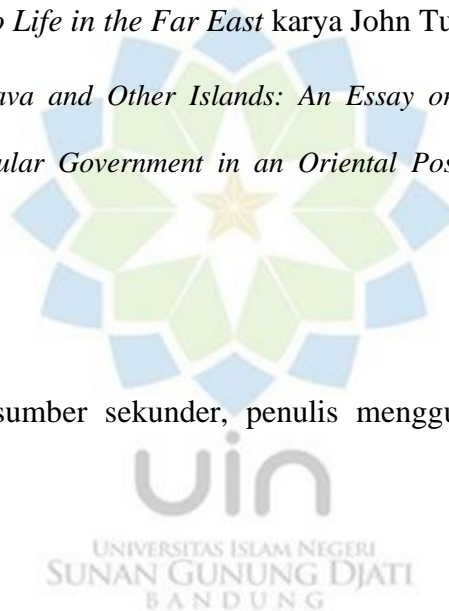 Life in the Far East karya John Tu
ava and Other Islands: An Essay on
ular Government in an Oriental Pos
sumber sekunder, penulis menggu
uin
UNIVERSITAS ISLAM NEGERI
SUNAN GUNUNG DJATI
BANDUNG